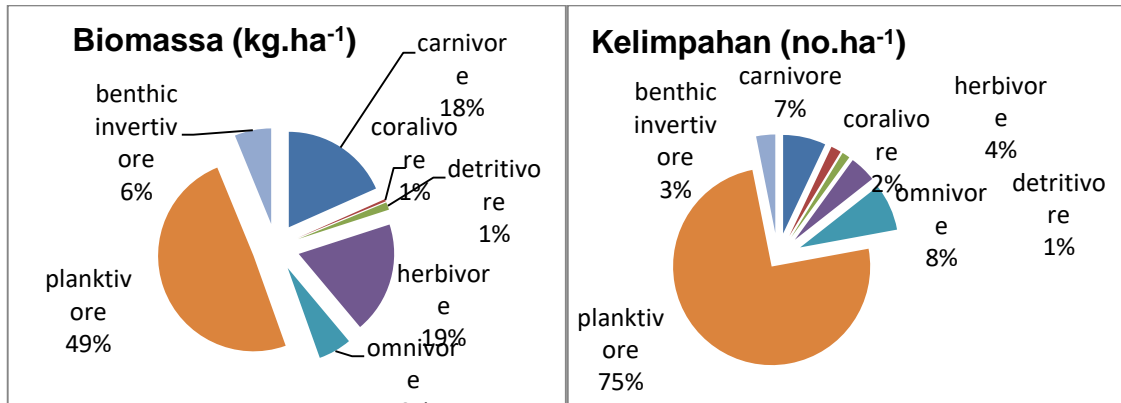 Biomassa (kg.ha-1)
carnivor
e
18%
coralivo
re
1%
detritivo
re
1%
herbivor
e
19%
omnivor
e
planktiv
ore
49%
benthic
invertiv
ore
6%
Kelimpahan (no.ha-1)
carnivore
7%
coralivo
re
2%
detritivo
re
1%
herbivor
e
4%
omnivor
e
8%
planktiv
ore
75%
benthic
invertiv
ore
3%